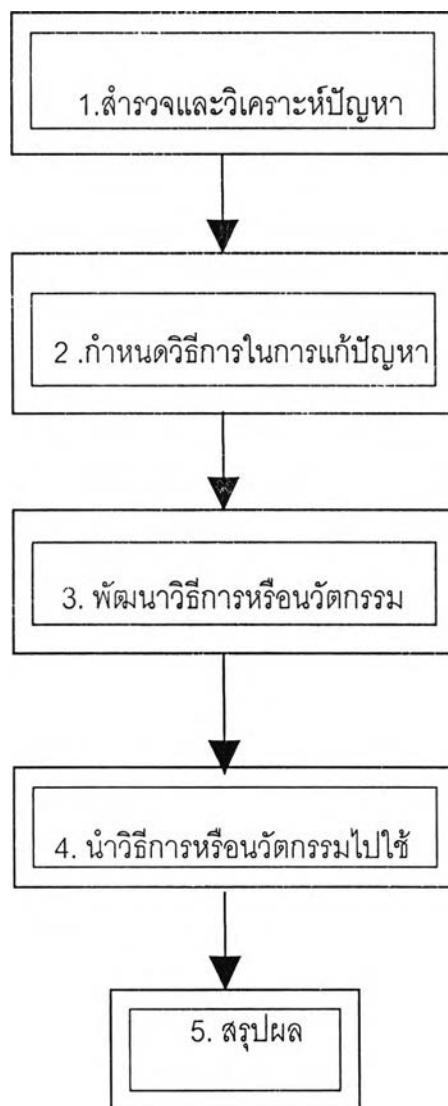 1.สำรวจและวิเคราะห์ปัญหา
2 .กำหนดวิธีการในการแก้ปัญหา
3. พัฒนาวิธีการหรือนวัตกรรม
4. นำวิธีการหรือนวัตกรรมไปใช้
5. สรุปผล